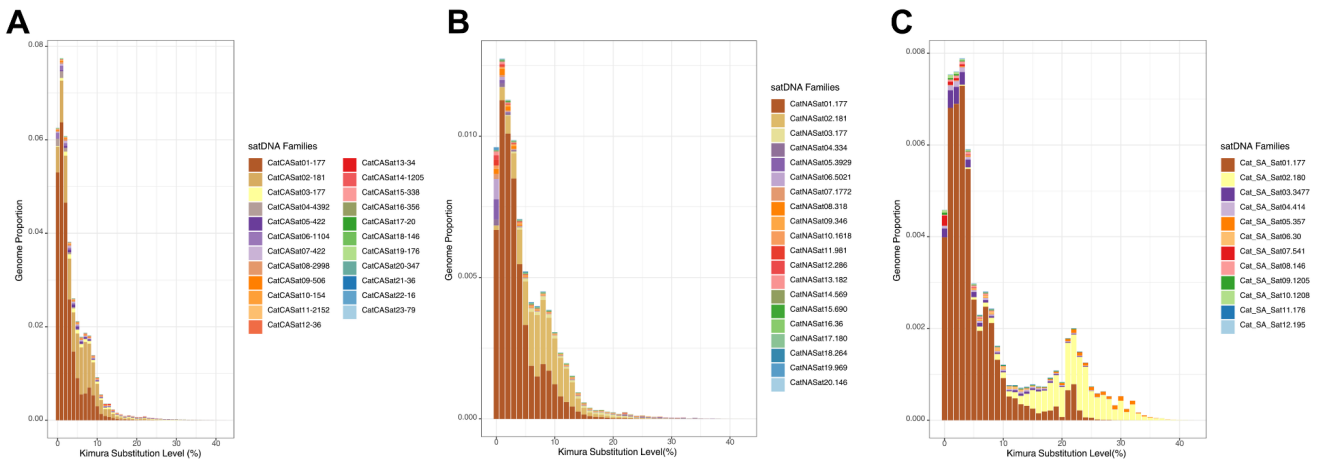 A
0.08
0.06
0.04
0.02
0.00
Genome Proportion
0
10
20
30
40
Kimura Substitution Level (%)
satDNA Families
CatCASat01-177
CatCASat02-181
CatCASat03-177
CatCASat04-4392
CatCASat05-422
CatCASat06-1104
CatCASat07-422
CatCASat08-2998
CatCASat09-506
CatCASat10-154
CatCASat11-2152
CatCASat12-36
CatCASat13-34
CatCASat14-1205
CatCASat15-338
CatCASat16-356
CatCASat17-20
CatCASat18-146
CatCASat19-176
CatCASat20-347
CatCASat21-36
CatCASat22-16
CatCASat23-79
B
0.010
0.005
0.000
Genome Proportion
0
10
20
30
40
Kimura Substitution Level(%)
satDNA Families
CatNASat01.177
CatNASat02.181
CatNASat03.177
CatNASat04.334
CatNASat05.3929
CatNASat06.5021
CatNASat07.1772
CatNASat08.318
CatNASat09.346
CatNASat10.1618
CatNASat11.981
CatNASat12.286
CatNASat13.182
CatNASat14.569
CatNASat15.690
CatNASat16.36
CatNASat17.180
CatNASat18.264
CatNASat19.969
CatNASat20.146
C
0.008
0.006
0.004
0.002
0.000
Genome Proportion
0
10
20
30
40
Kimura Substitution Level(%)
satDNA Families
Cat_SA_Sat01.177
Cat_SA_Sat02.180
Cat_SA_Sat03.3477
Cat_SA_Sat04.414
Cat_SA_Sat05.357
Cat_SA_Sat06.30
Cat_SA_Sat07.541
Cat_SA_Sat08.146
Cat_SA_Sat09.1205
Cat_SA_Sat10.1208
Cat_SA_Sat11.176
Cat_SA_Sat12.195